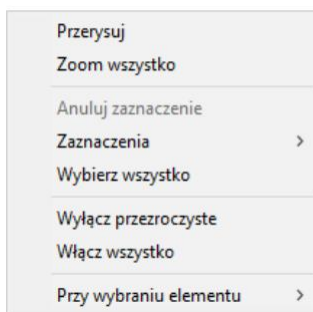 Przerysuj
Zoom wszystko
Anuluj zaznaczenie
Zaznaczenia
Wybierz wszystko
Wyłącz przezroczyste
Włącz wszystko
Przy wybraniu elementu